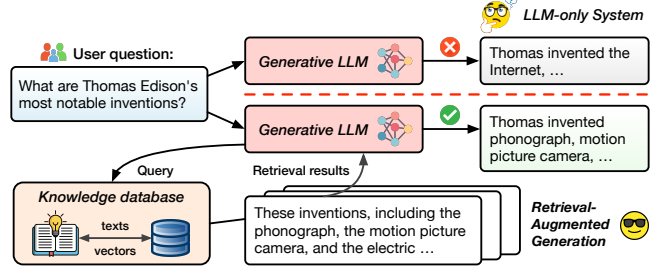 LLM-only System
User question:
What are Thomas Edison's
most notable inventions?
Generative LLM
Thomas invented the
Internet, …
Generative LLM
Thomas invented
phonograph, motion
picture camera, …
Query
Retrieval results
Knowledge database
texts
vectors
These inventions, including the
phonograph, the motion picture
camera, and the electric …
Retrieval-
Augmented
Generation